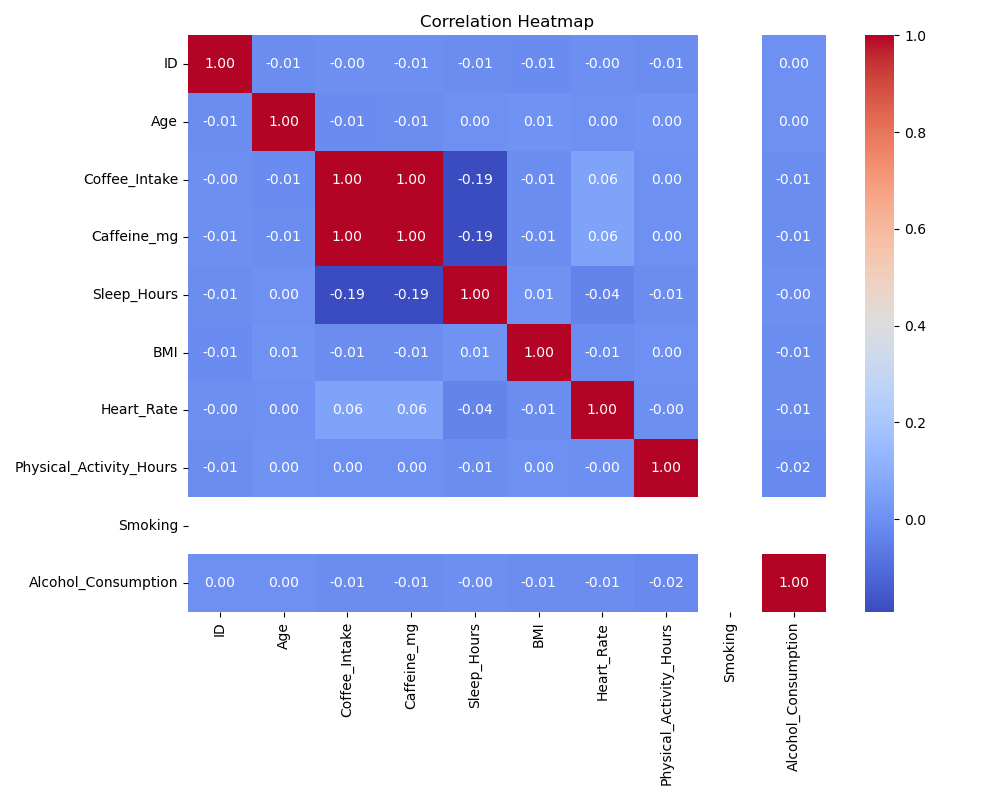 Correlation Heatmap
ID 1.00 -0.01 -0.00 -0.01 -0.01 -0.01 -0.00 -0.01 0.00
Age -0.01 1.00 -0.01 -0.01 0.00 0.01 0.00 0.00 0.00
Coffee_Intake -0.00 -0.01 1.00 1.00 -0.19 -0.01 0.06 0.00 -0.01
Caffeine_mg -0.01 -0.01 1.00 1.00 -0.19 -0.01 0.06 0.00 -0.01
Sleep_Hours -0.01 0.00 -0.19 -0.19 1.00 0.01 -0.04 -0.01 -0.00
BMI -0.01 0.01 -0.01 -0.01 0.01 1.00 -0.01 0.00 -0.01
Heart_Rate -0.00 0.00 0.06 0.06 -0.04 -0.01 1.00 -0.00 -0.01
Physical_Activity_Hours -0.01 0.00 0.00 0.00 -0.01 0.00 -0.00 1.00 -0.02
Smoking
Alcohol_Consumption 0.00 0.00 -0.01 -0.01 -0.00 -0.01 -0.01 -0.02 1.00
ID
Age
Coffee_Intake
Caffeine_mg
Sleep_Hours
BMI
Heart_Rate
Physical_Activity_Hours
Smoking
Alcohol_Consumption
1.0
0.8
0.6
0.4
0.2
0.0